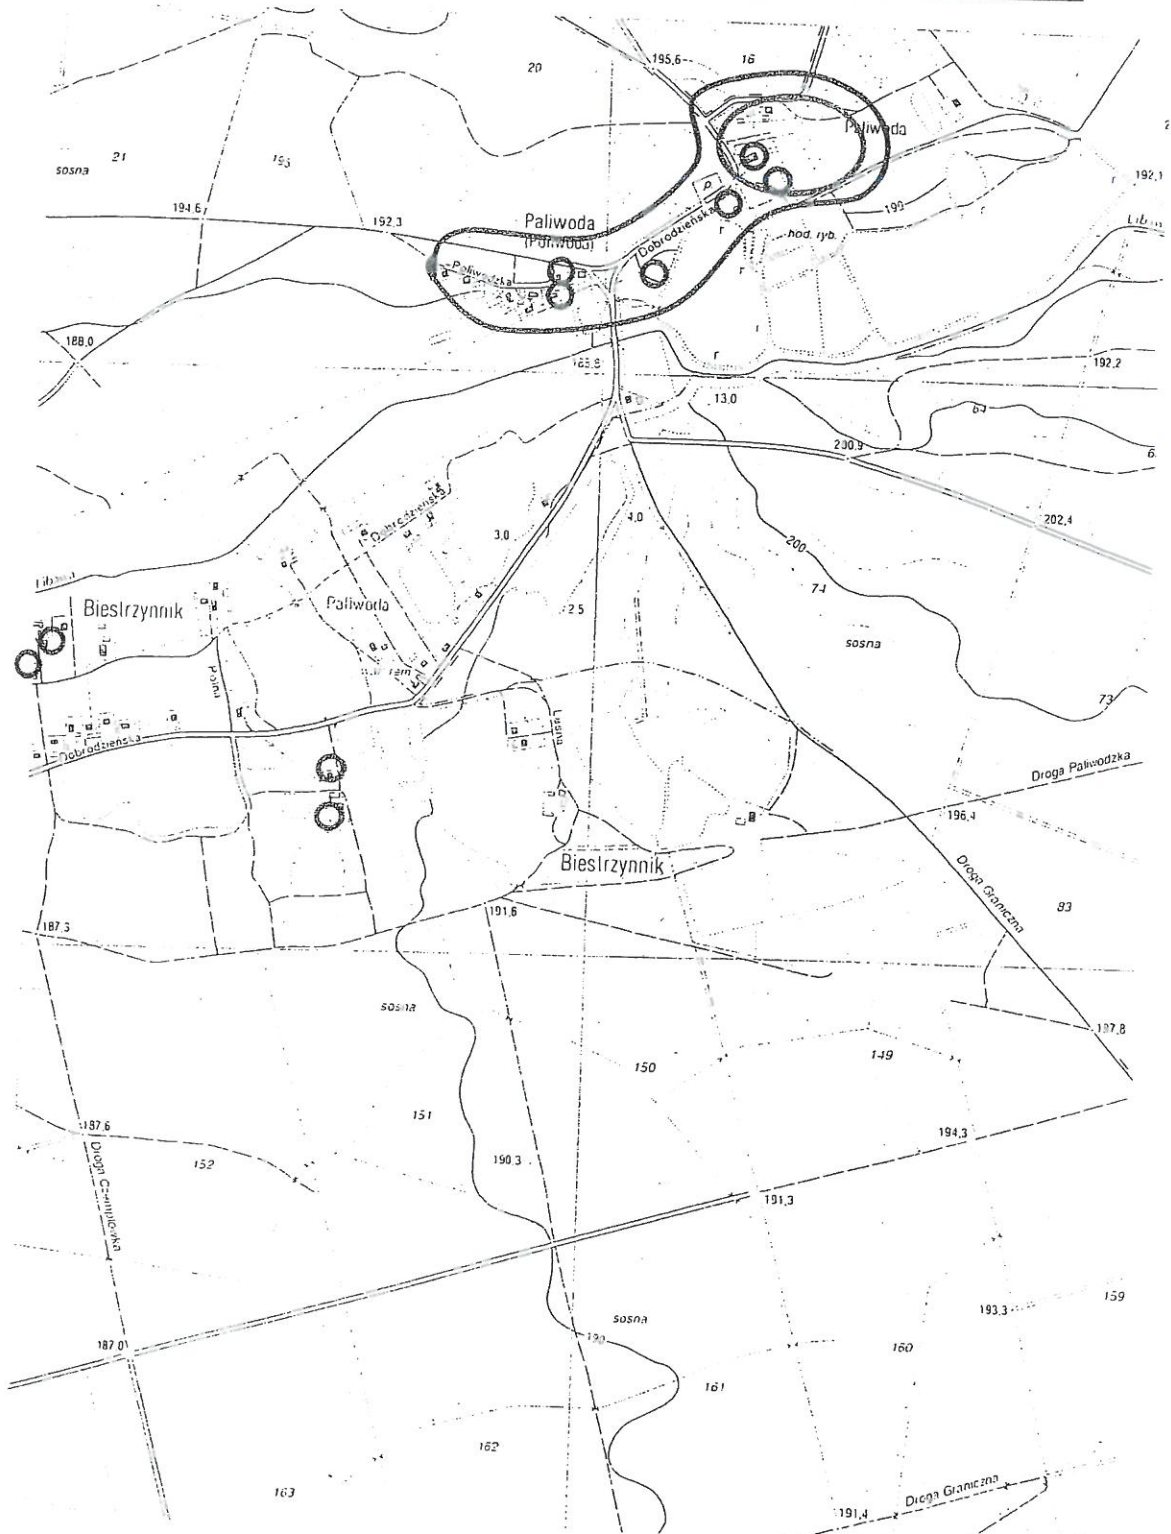 195,6
16
20
Paliwoda
21
195
sosna
192,1
194,6
192,3
199
Paliwoda
(Poliwoda)
Dobrodzieńska
r
r
hod. ryb.
r
Paliwodzka
r
188,0
192,2
13,0
200,9
202,4
Dobrodzieńska
3,0
4,0
200
74
Paliwoda
2,5
Biestrzynnik
sosna
Polna
73
Leśna
Dobrodzieńska
Droga Paliwodzka
196,4
Biestrzynnik
Droga Graniczna
83
191,6
187,3
sosna
187,8
149
150
151
187,6
194,3
152
190,3
191,3
193,3
159
sosna
190
160
187,0
161
162
163
Droga Graniczna
191,4